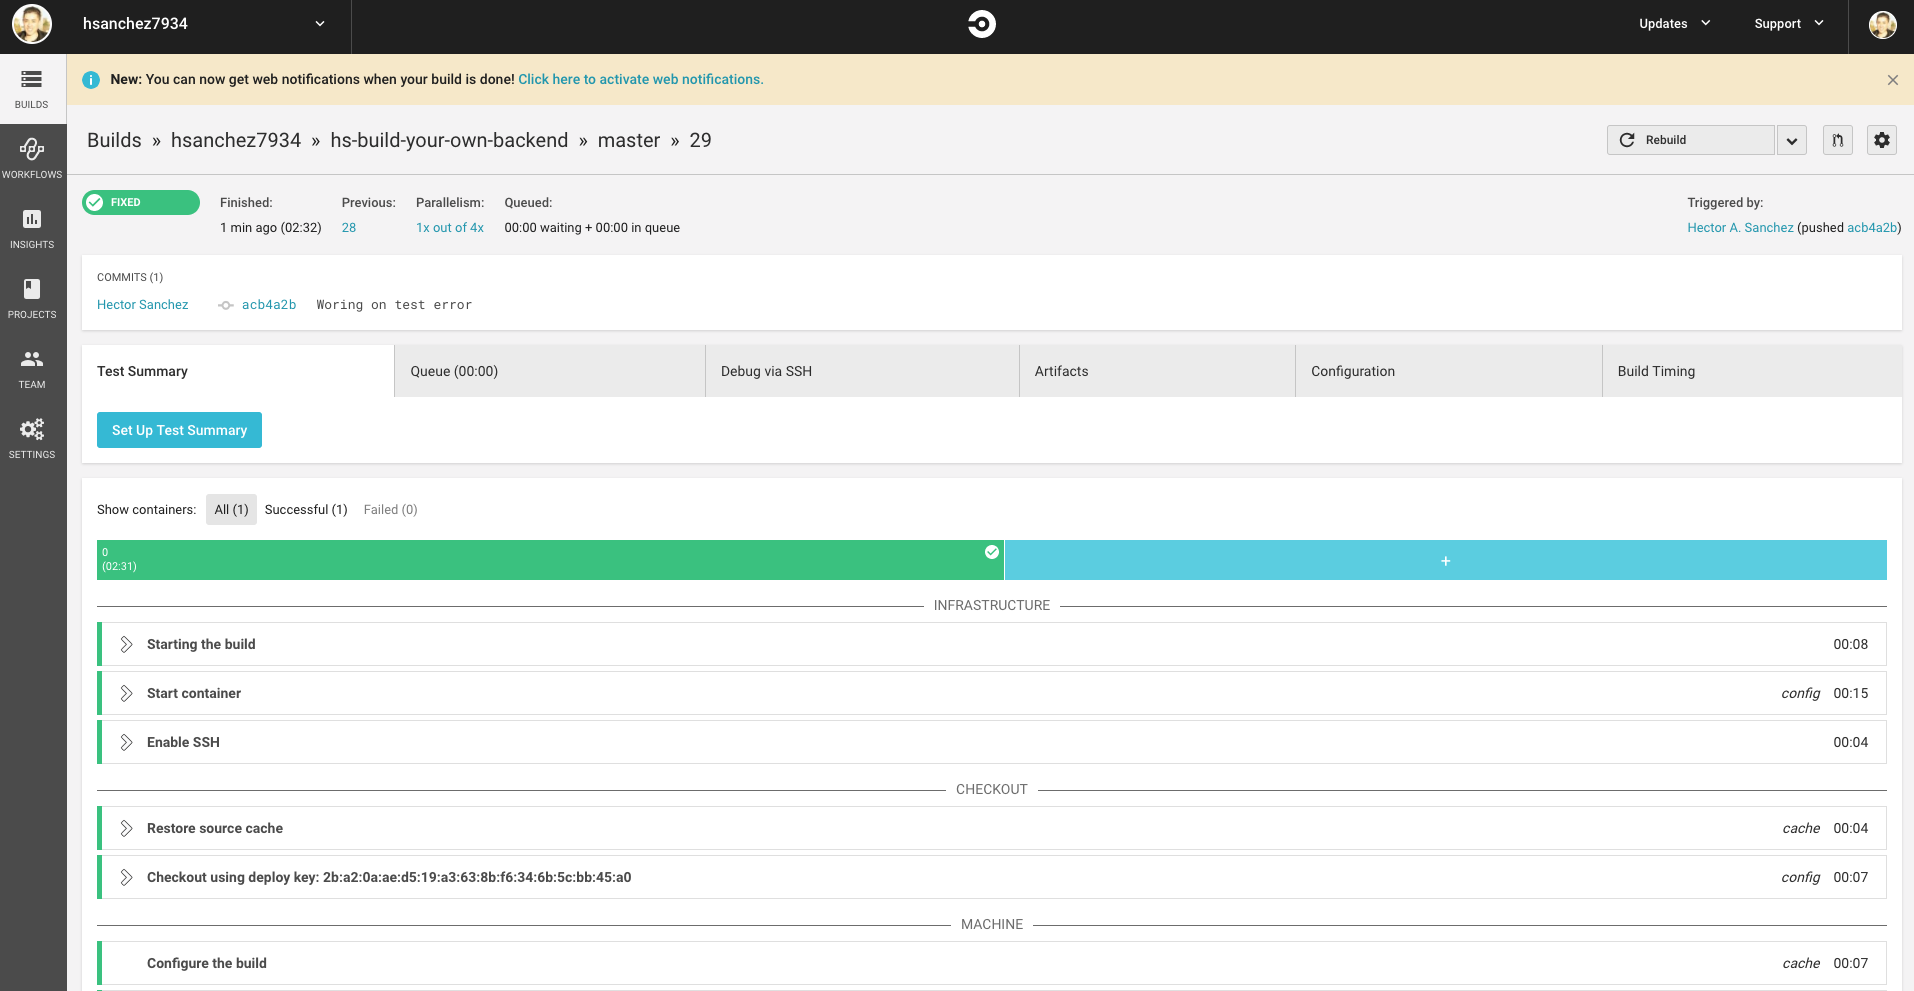 hsanchez7934
Updates
Support
New: You can now get web notifications when your build is done! Click here to activate web notifications.
BUILDS
WORKFLOWS
INSIGHTS
PROJECTS
TEAM
SETTINGS
Builds » hsanchez7934 » hs-build-your-own-backend » master » 29
Rebuild
FIXED
Finished:
1 min ago (02:32)
Previous:
28
Parallelism:
1x out of 4x
Queued:
00:00 waiting + 00:00 in queue
Triggered by:
Hector A. Sanchez (pushed acb4a2b)
COMMITS (1)
Hector Sanchez acb4a2b Woring on test error
Test Summary
Queue (00:00)
Debug via SSH
Artifacts
Configuration
Build Timing
Set Up Test Summary
Show containers: All (1) Successful (1) Failed (0)
0
(02:31)
+
INFRASTRUCTURE
Starting the build 00:08
Start container config 00:15
Enable SSH 00:04
CHECKOUT
Restore source cache cache 00:04
Checkout using deploy key: 2b:a2:0a:ae:d5:19:a3:63:8b:f6:34:6b:5c:bb:45:a0 config 00:07
MACHINE
Configure the build cache 00:07